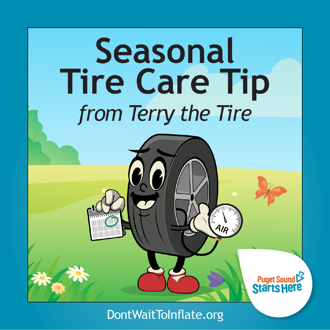 Seasonal
Tire Care Tip
from Terry the Tire
AIR
Puget Sound
Starts Here
DontWaitToInflate.org